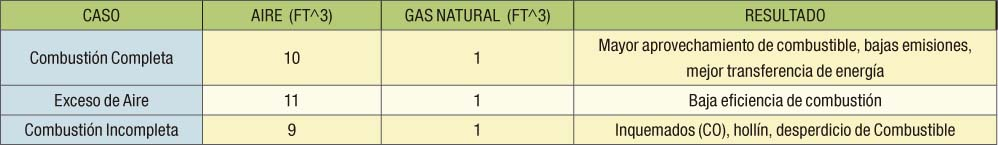 CASO AIRE (FT^3) GAS NATURAL (FT^3) RESULTADO
Combustión Completa 10 1 Mayor aprovechamiento de combustible, bajas emisiones,
mejor transferencia de energía
Exceso de Aire 11 1 Baja eficiencia de combustión
Combustión Incompleta 9 1 Inquemados (CO), hollín, desperdicio de Combustible